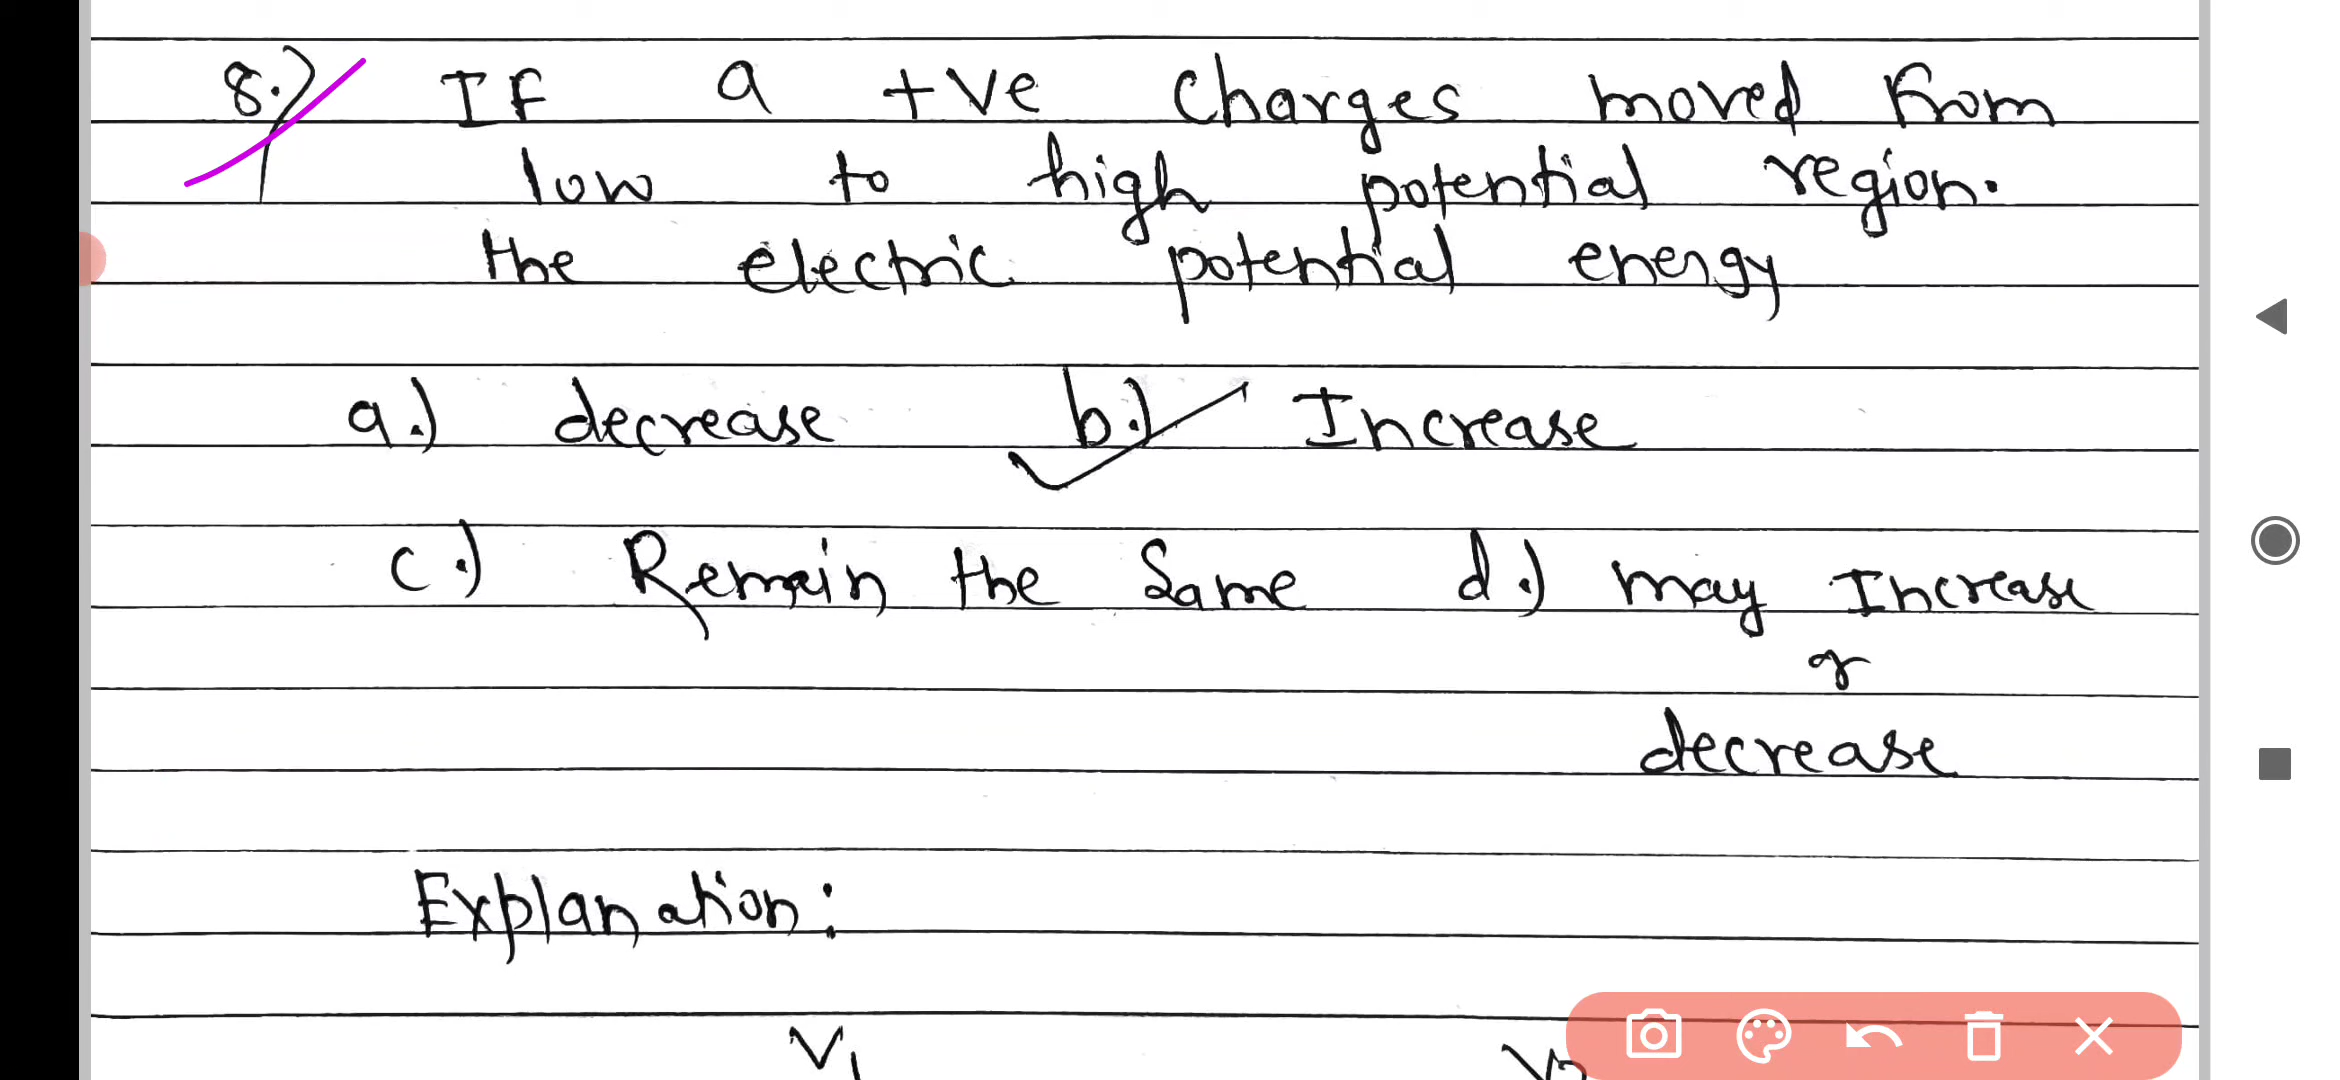 8.) If a +ve charges moved from
low to high potential region.
the electric potential energy
a.) decrease b.) Increase
c.) Remain the Same d.) may Increase
or
decrease
Explanation:
V1 V2